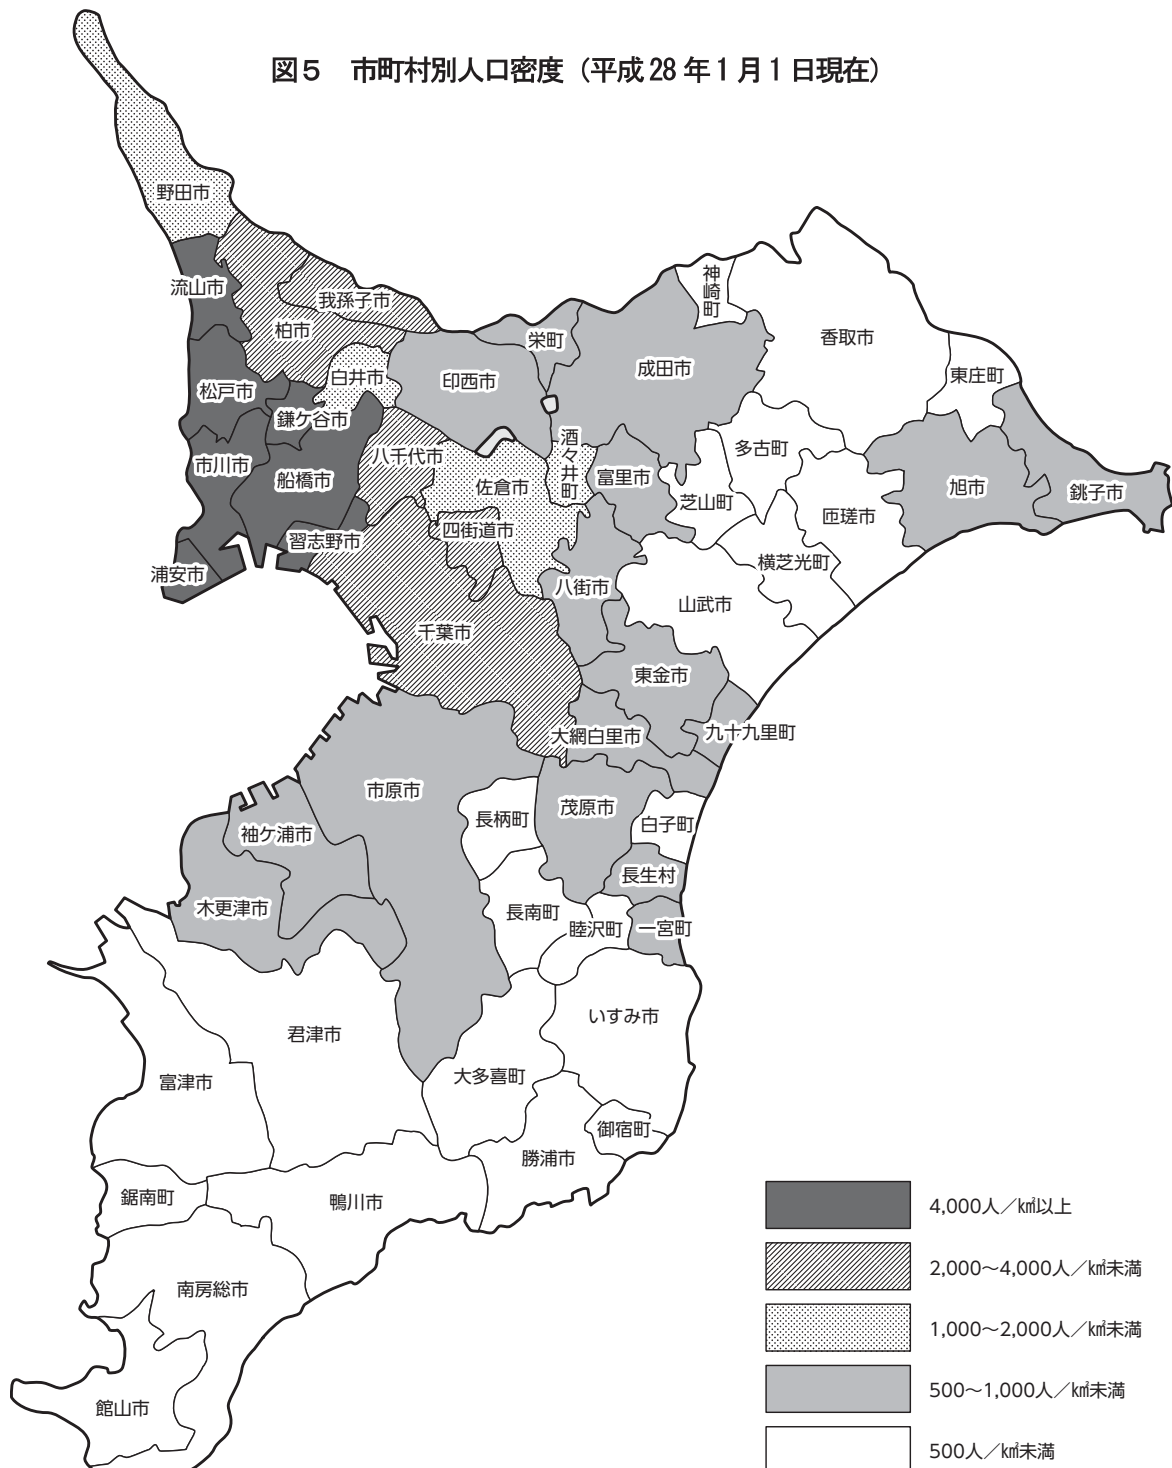 図5 市町村別人口密度（平成28年1月1日現在）
野田市
流山市
我孫子市
柏市
神崎町
香取市
栄町
成田市
白井市
印西市
東庄町
松戸市
鎌ケ谷市
酒々井町
多古町
八千代市
市川市
船橋市
佐倉市
富里市
旭市
銚子市
芝山町
匝瑳市
四街道市
習志野市
横芝光町
浦安市
八街市
山武市
千葉市
東金市
大網白里市
九十九里町
市原市
茂原市
長柄町
白子町
袖ケ浦市
長生村
木更津市
長南町
睦沢町
一宮町
いすみ市
君津市
大多喜町
富津市
御宿町
勝浦市
鋸南町
鴨川市
南房総市
館山市
4,000人／㎢以上
2,000～4,000人／㎢未満
1,000～2,000人／㎢未満
500～1,000人／㎢未満
500人／㎢未満